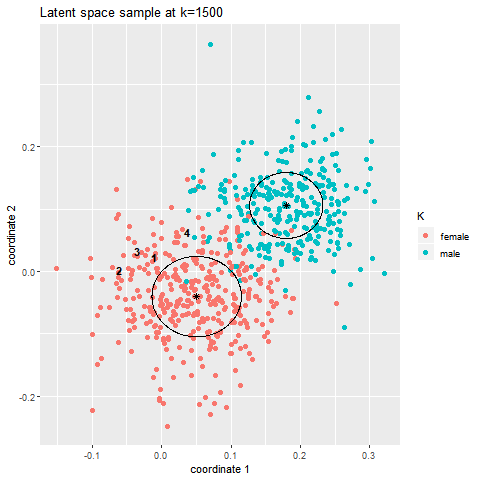 Latent space sample at k=1500
coordinate 2
0.2
0.0
-0.2
4
3
1
2
-0.1
0.0
0.1
0.2
0.3
coordinate 1
K
female
male